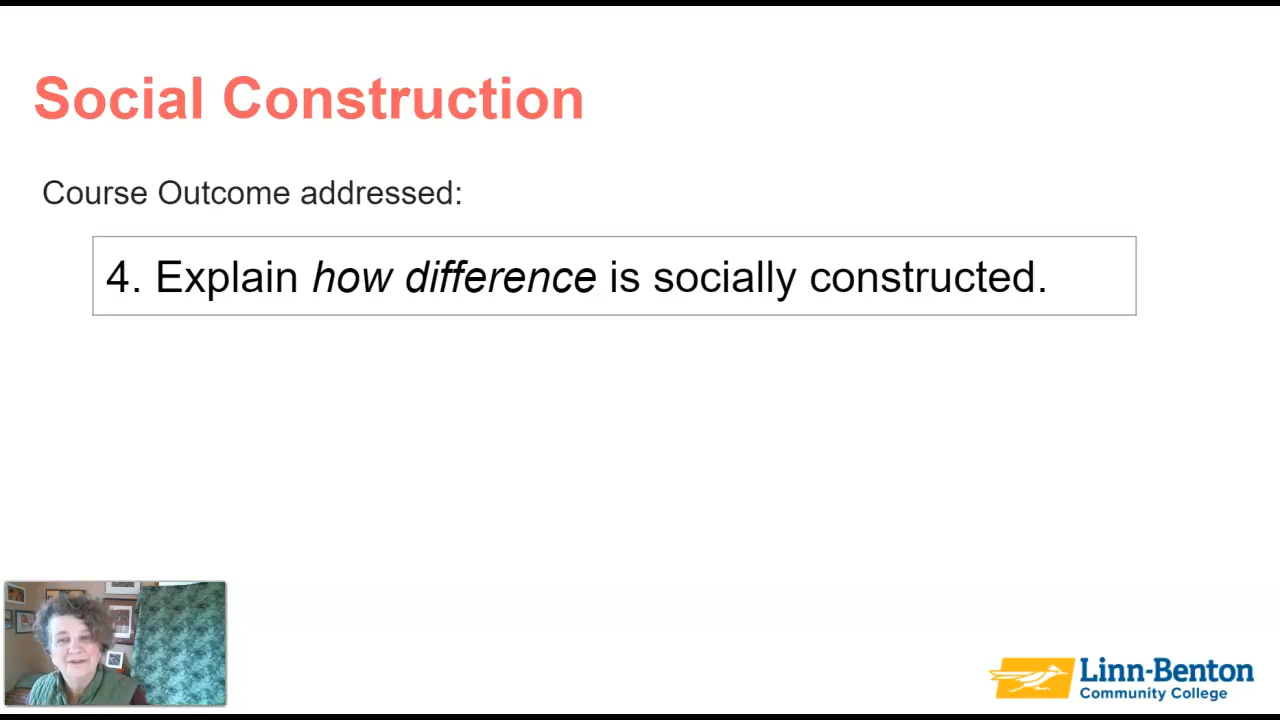 Social Construction
Course Outcome addressed:
4. Explain how difference is socially constructed.
Linn-Benton
Community College